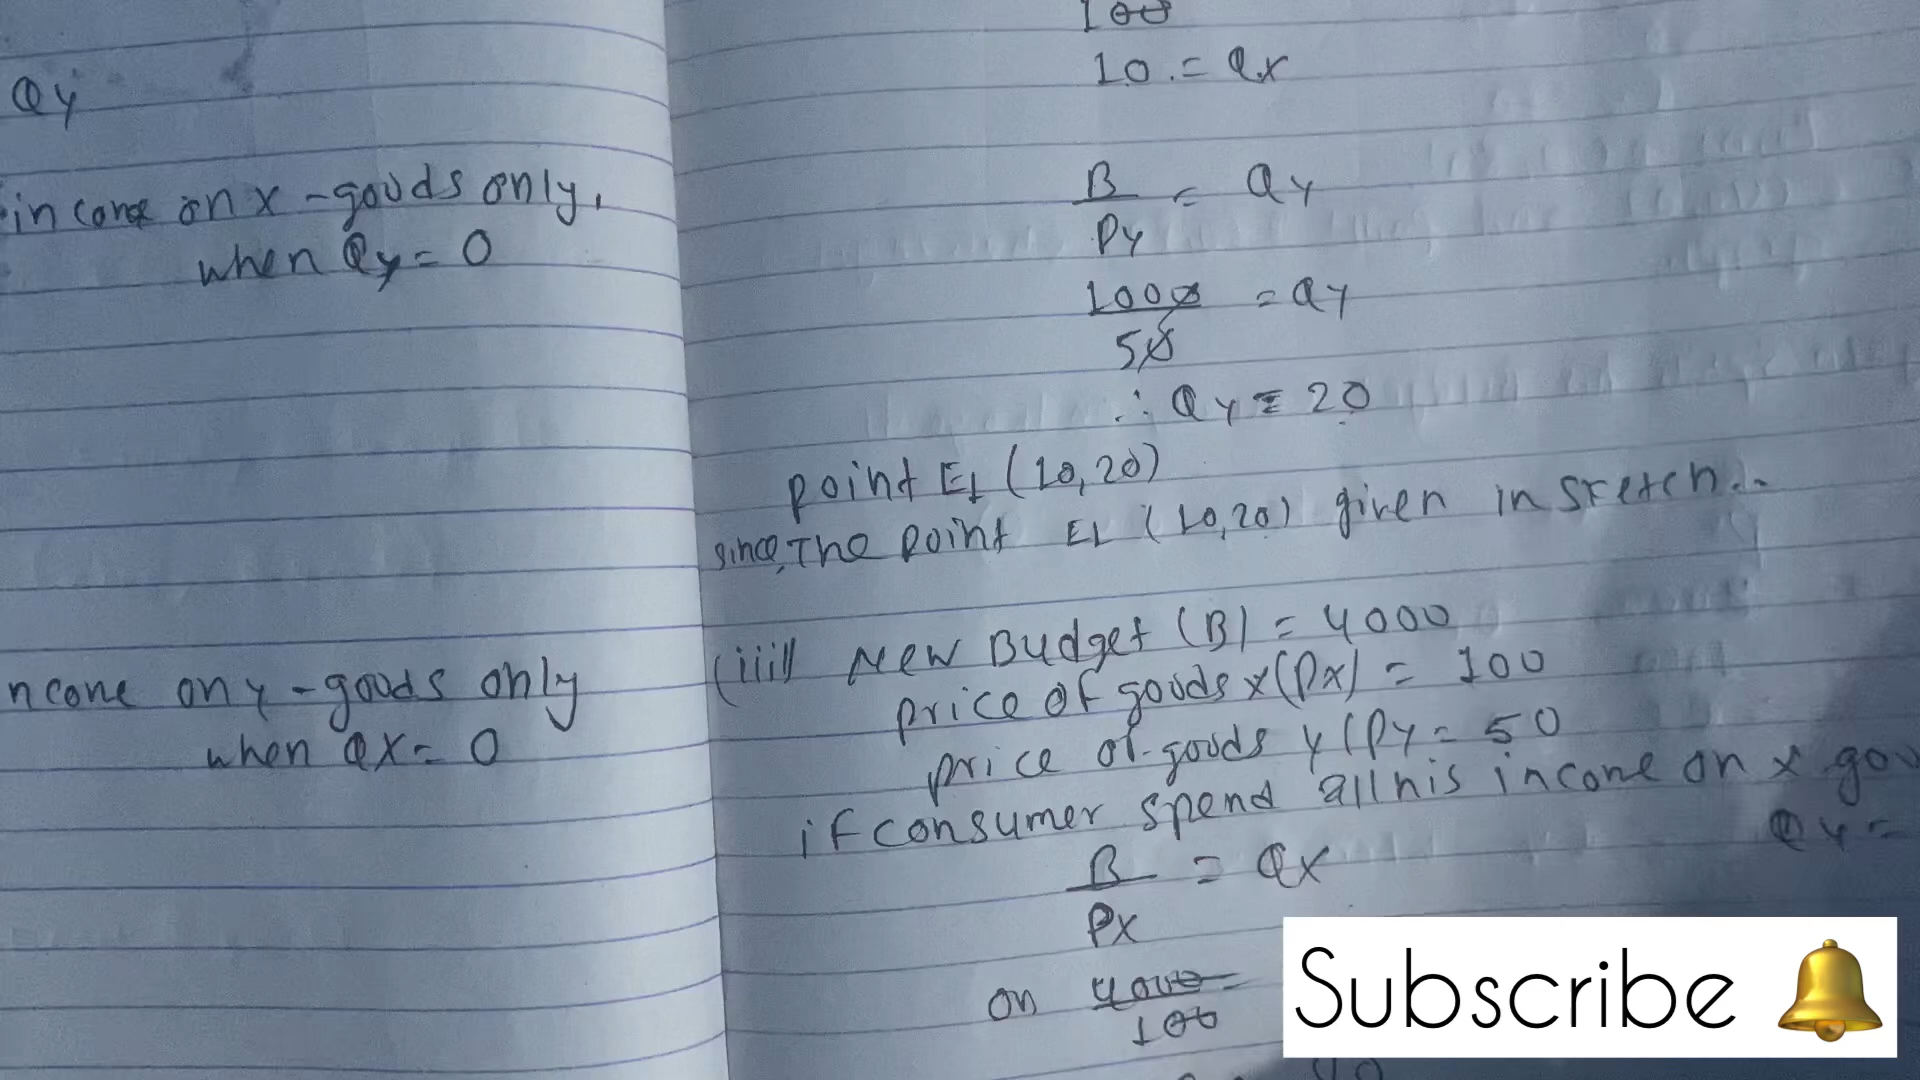 Qy
income on x-goods only,
when Qy = 0
ncone on y-goods only
when Qx = 0
100
10 = Qx
B
Py
= Qy
1000
50
= Qy
∴ Qy = 20
point E1 (10,20)
since, The point E1 (10,20) given in sketch..
(iii) New Budget (B) = 4000
price of goods x (Px) = 100
price of goods y (Py = 50
if consumer spend all his income on x goo
Qy =
B
Px
= Qx
on 4000
100
=
40
Subscribe